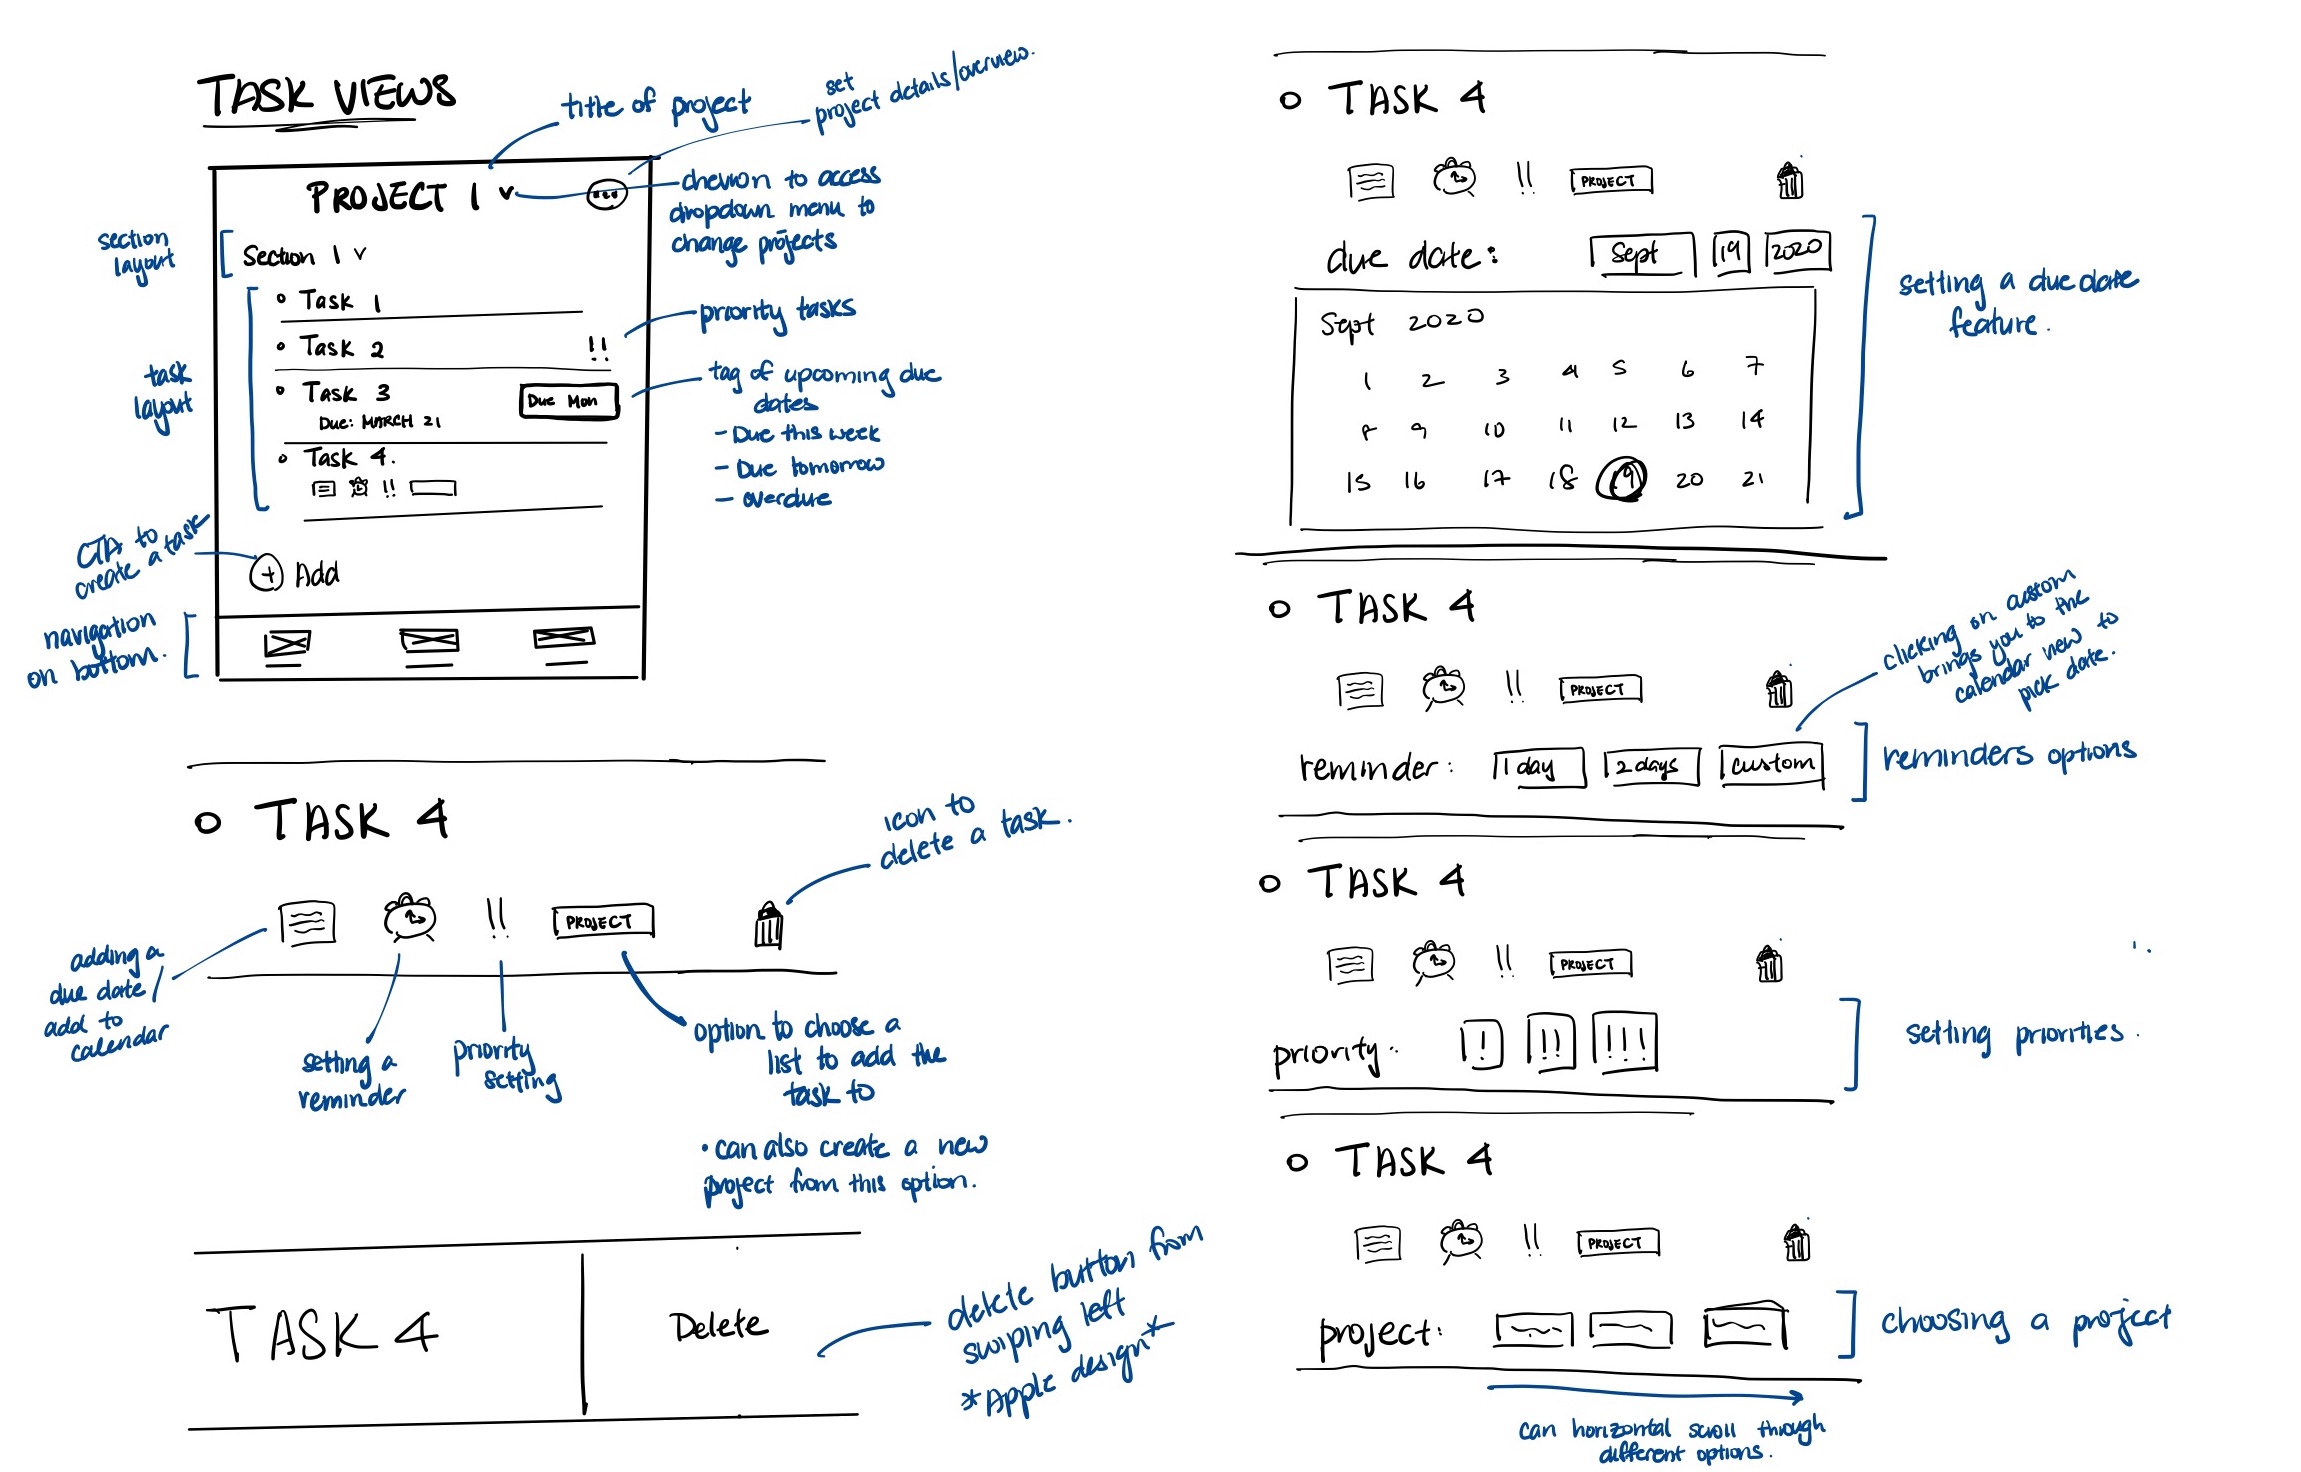 TASK VIEWS
title of project
set
project details/overview.
PROJECT 1 v
chevron to access
dropdown menu to
change projects
section
layout
Section 1 v
Task 1
Task 2 !!
priority tasks
task
layout
Task 3
Due: MARCH 21
Due Mon
tag of upcoming due
dates
- Due this week
- Due tomorrow
- overdue
Task 4.
!!
CTA to
create a task
+ Add
navigation
on bottom.
TASK 4
icon to
delete a task.
!! PROJECT
adding a
due date/
add to
calendar
setting a
reminder
priority
setting
option to choose a
list to add the
task to
• can also create a new
project from this option.
TASK 4
Delete
delete button from
swiping left
*Apple design*
TASK 4
!! PROJECT
due date: Sept 19 2020
Sept 2020
1 2 3 4 5 6 7
8 9 10 11 12 13 14
15 16 17 18 19 20 21
setting a due date
feature.
TASK 4
!! PROJECT
clicking on custom
brings you to the
calendar view to
pick date.
reminder: 1 day 2 days custom
reminders options
TASK 4
!! PROJECT
priority: ! !! !!!
setting priorities.
TASK 4
!! PROJECT
project:
choosing a project
can horizontal scroll through
different options.